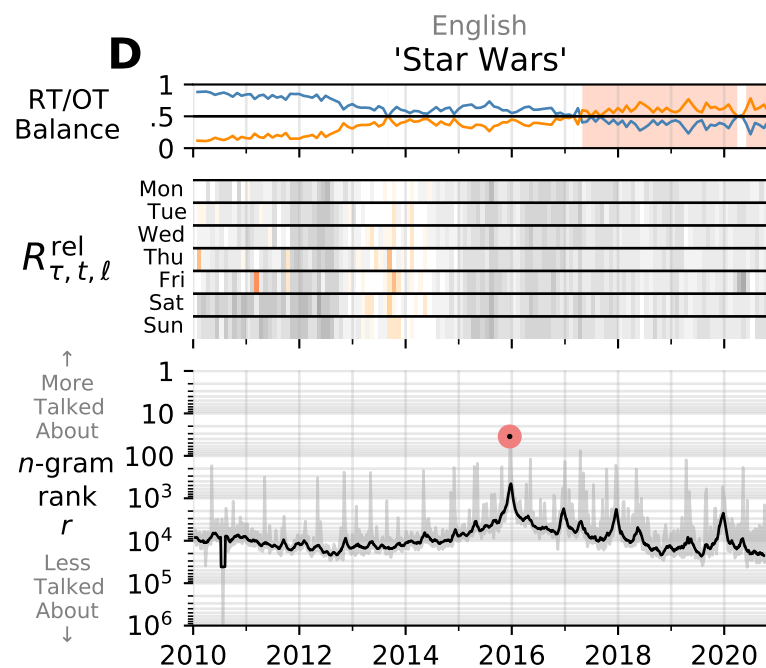 English
D
'Star Wars'
RT/OT
Balance
1
.5
0
R^rel_τ,t,ℓ
Mon
Tue
Wed
Thu
Fri
Sat
Sun
↑
More
Talked
About
n-gram
rank
r
Less
Talked
About
↓
1
10
100
10³
10⁴
10⁵
10⁶
2010 2012 2014 2016 2018 2020